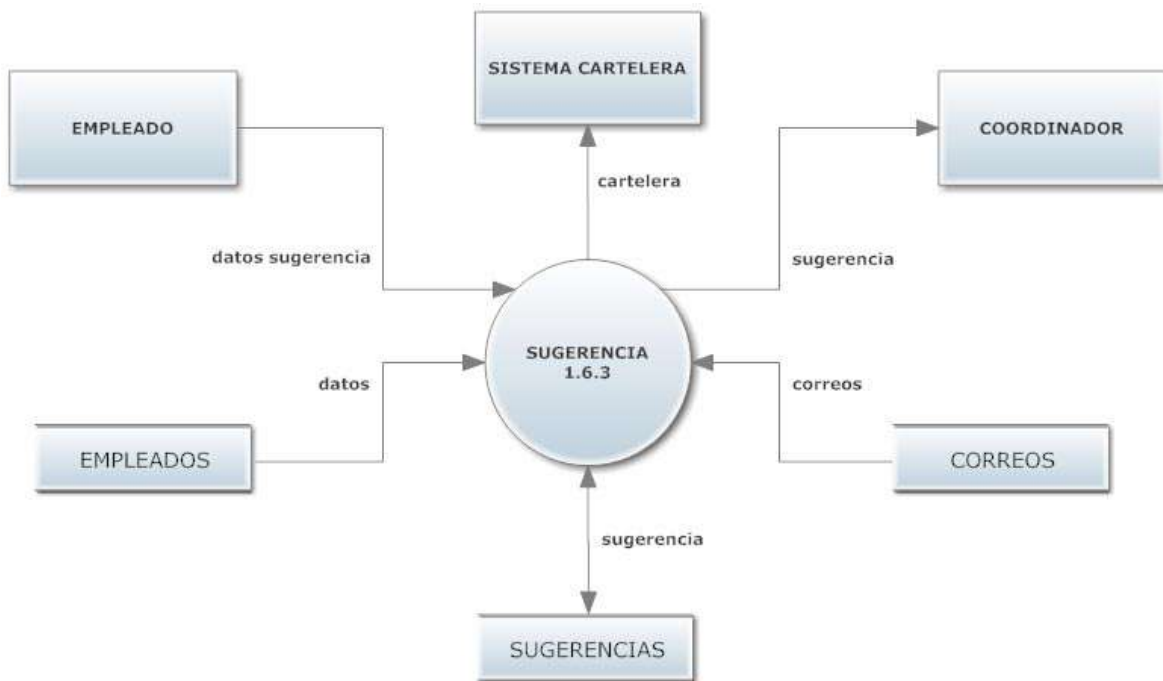 SISTEMA CARTELERA
EMPLEADO
COORDINADOR
cartelera
datos sugerencia
sugerencia
SUGERENCIA
1.6.3
datos
correos
EMPLEADOS
CORREOS
sugerencia
SUGERENCIAS